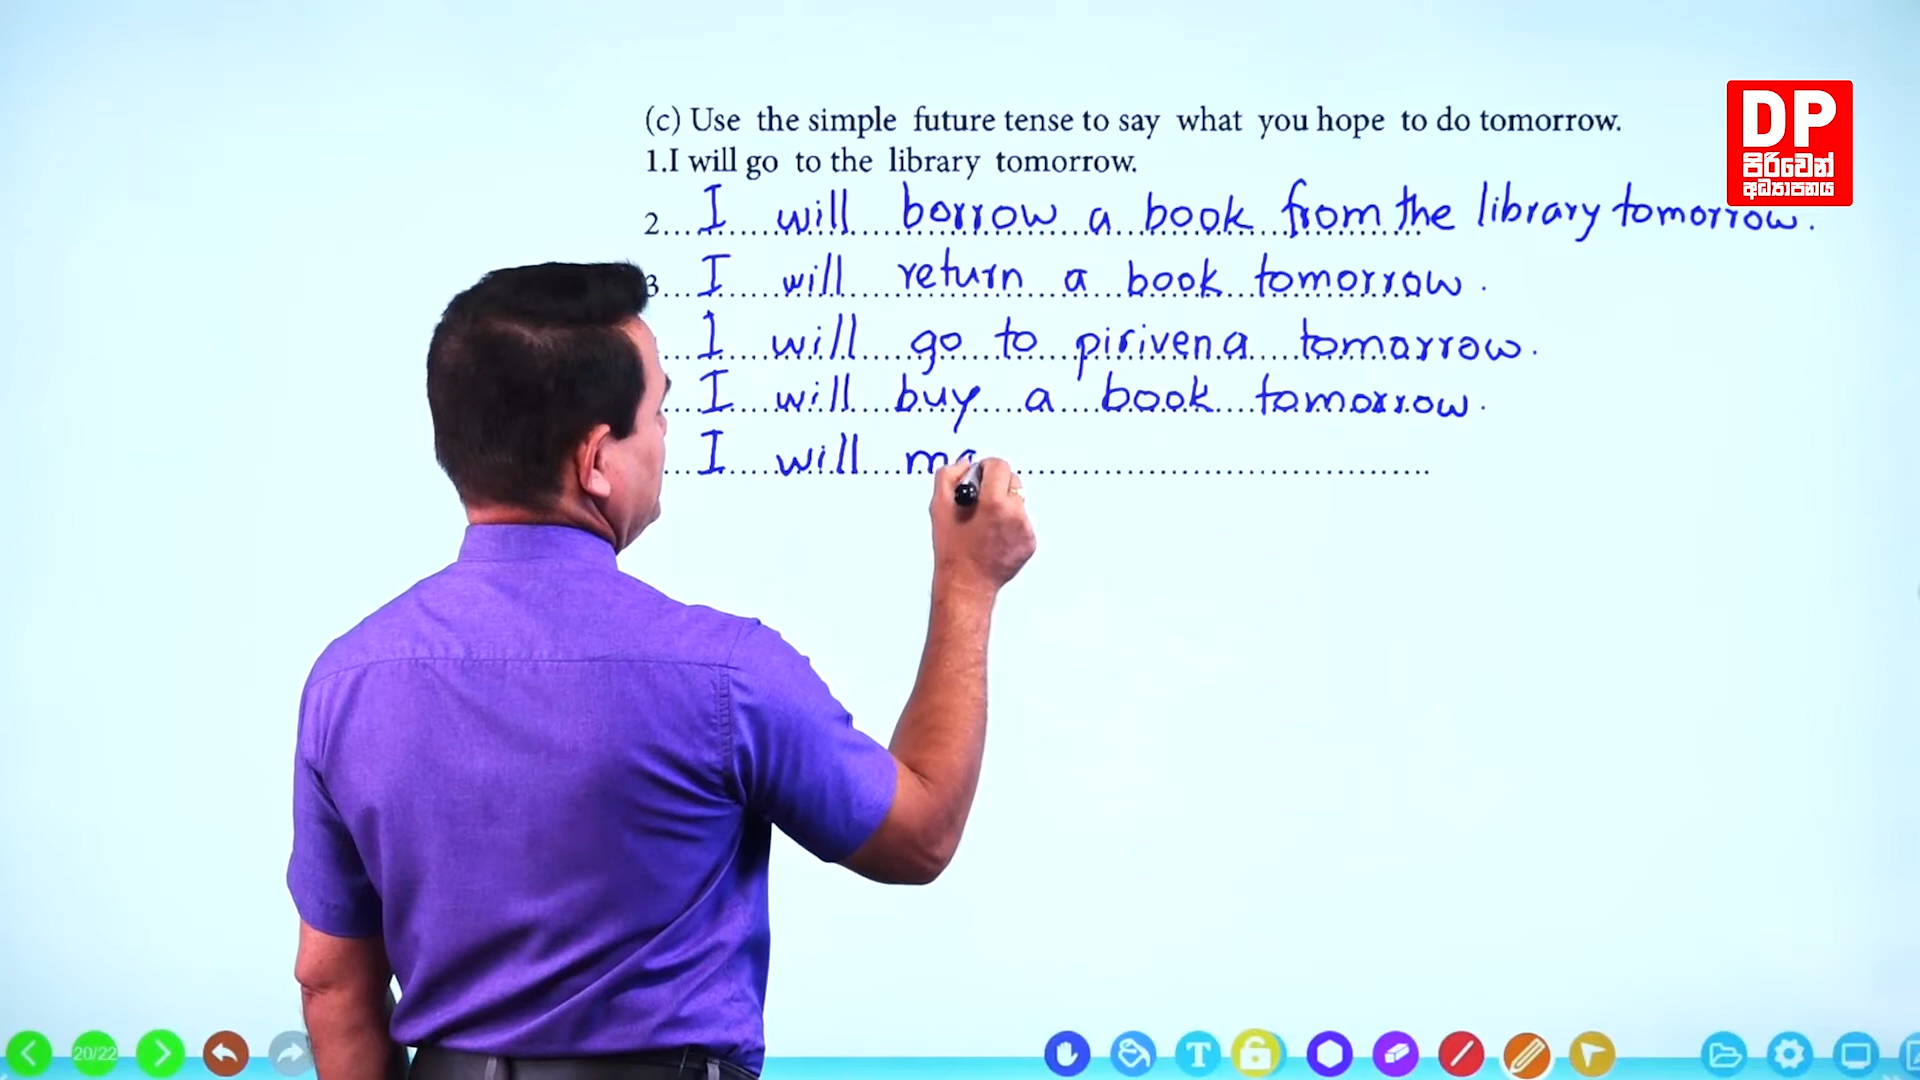 (c) Use the simple future tense to say what you hope to do tomorrow.
1.I will go to the library tomorrow.
2... I will borrow a book from the library tomorrow.
3... I will return a book tomorrow.
I will go to pirivena tomorrow.
I will buy a book tomorrow.
I will ma
DP
පිරිවෙන්
අධ්‍යාපනය
20/22
T